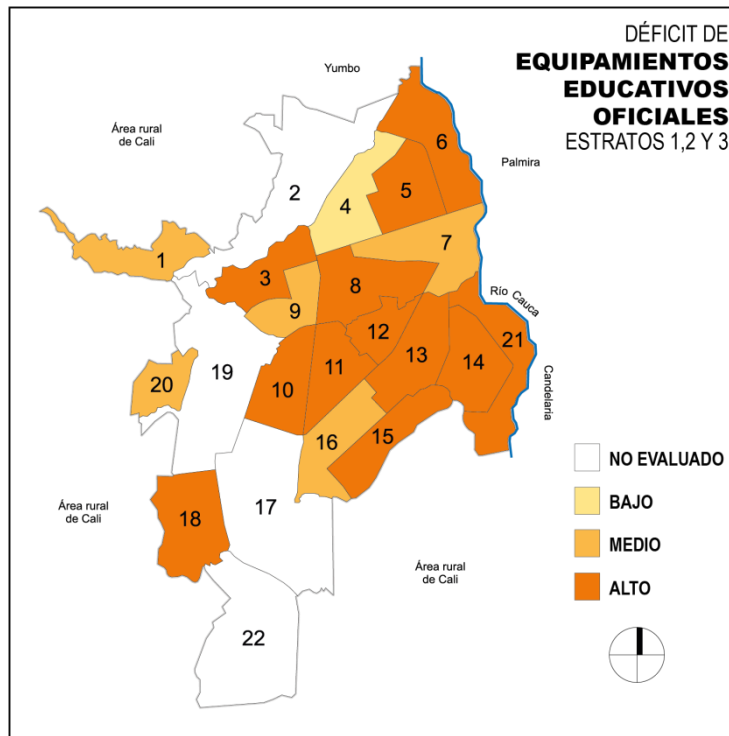 DÉFICIT DE
EQUIPAMIENTOS
EDUCATIVOS
OFICIALES
ESTRATOS 1,2 Y 3
Yumbo
Área rural
de Cali
Palmira
6
5
2
4
7
1
3
8
Río Cauca
9
12
21
19
13
14
11
20
10
Candelaria
16
15
17
18
Área rural
de Cali
Área rural
de Cali
22
NO EVALUADO
BAJO
MEDIO
ALTO